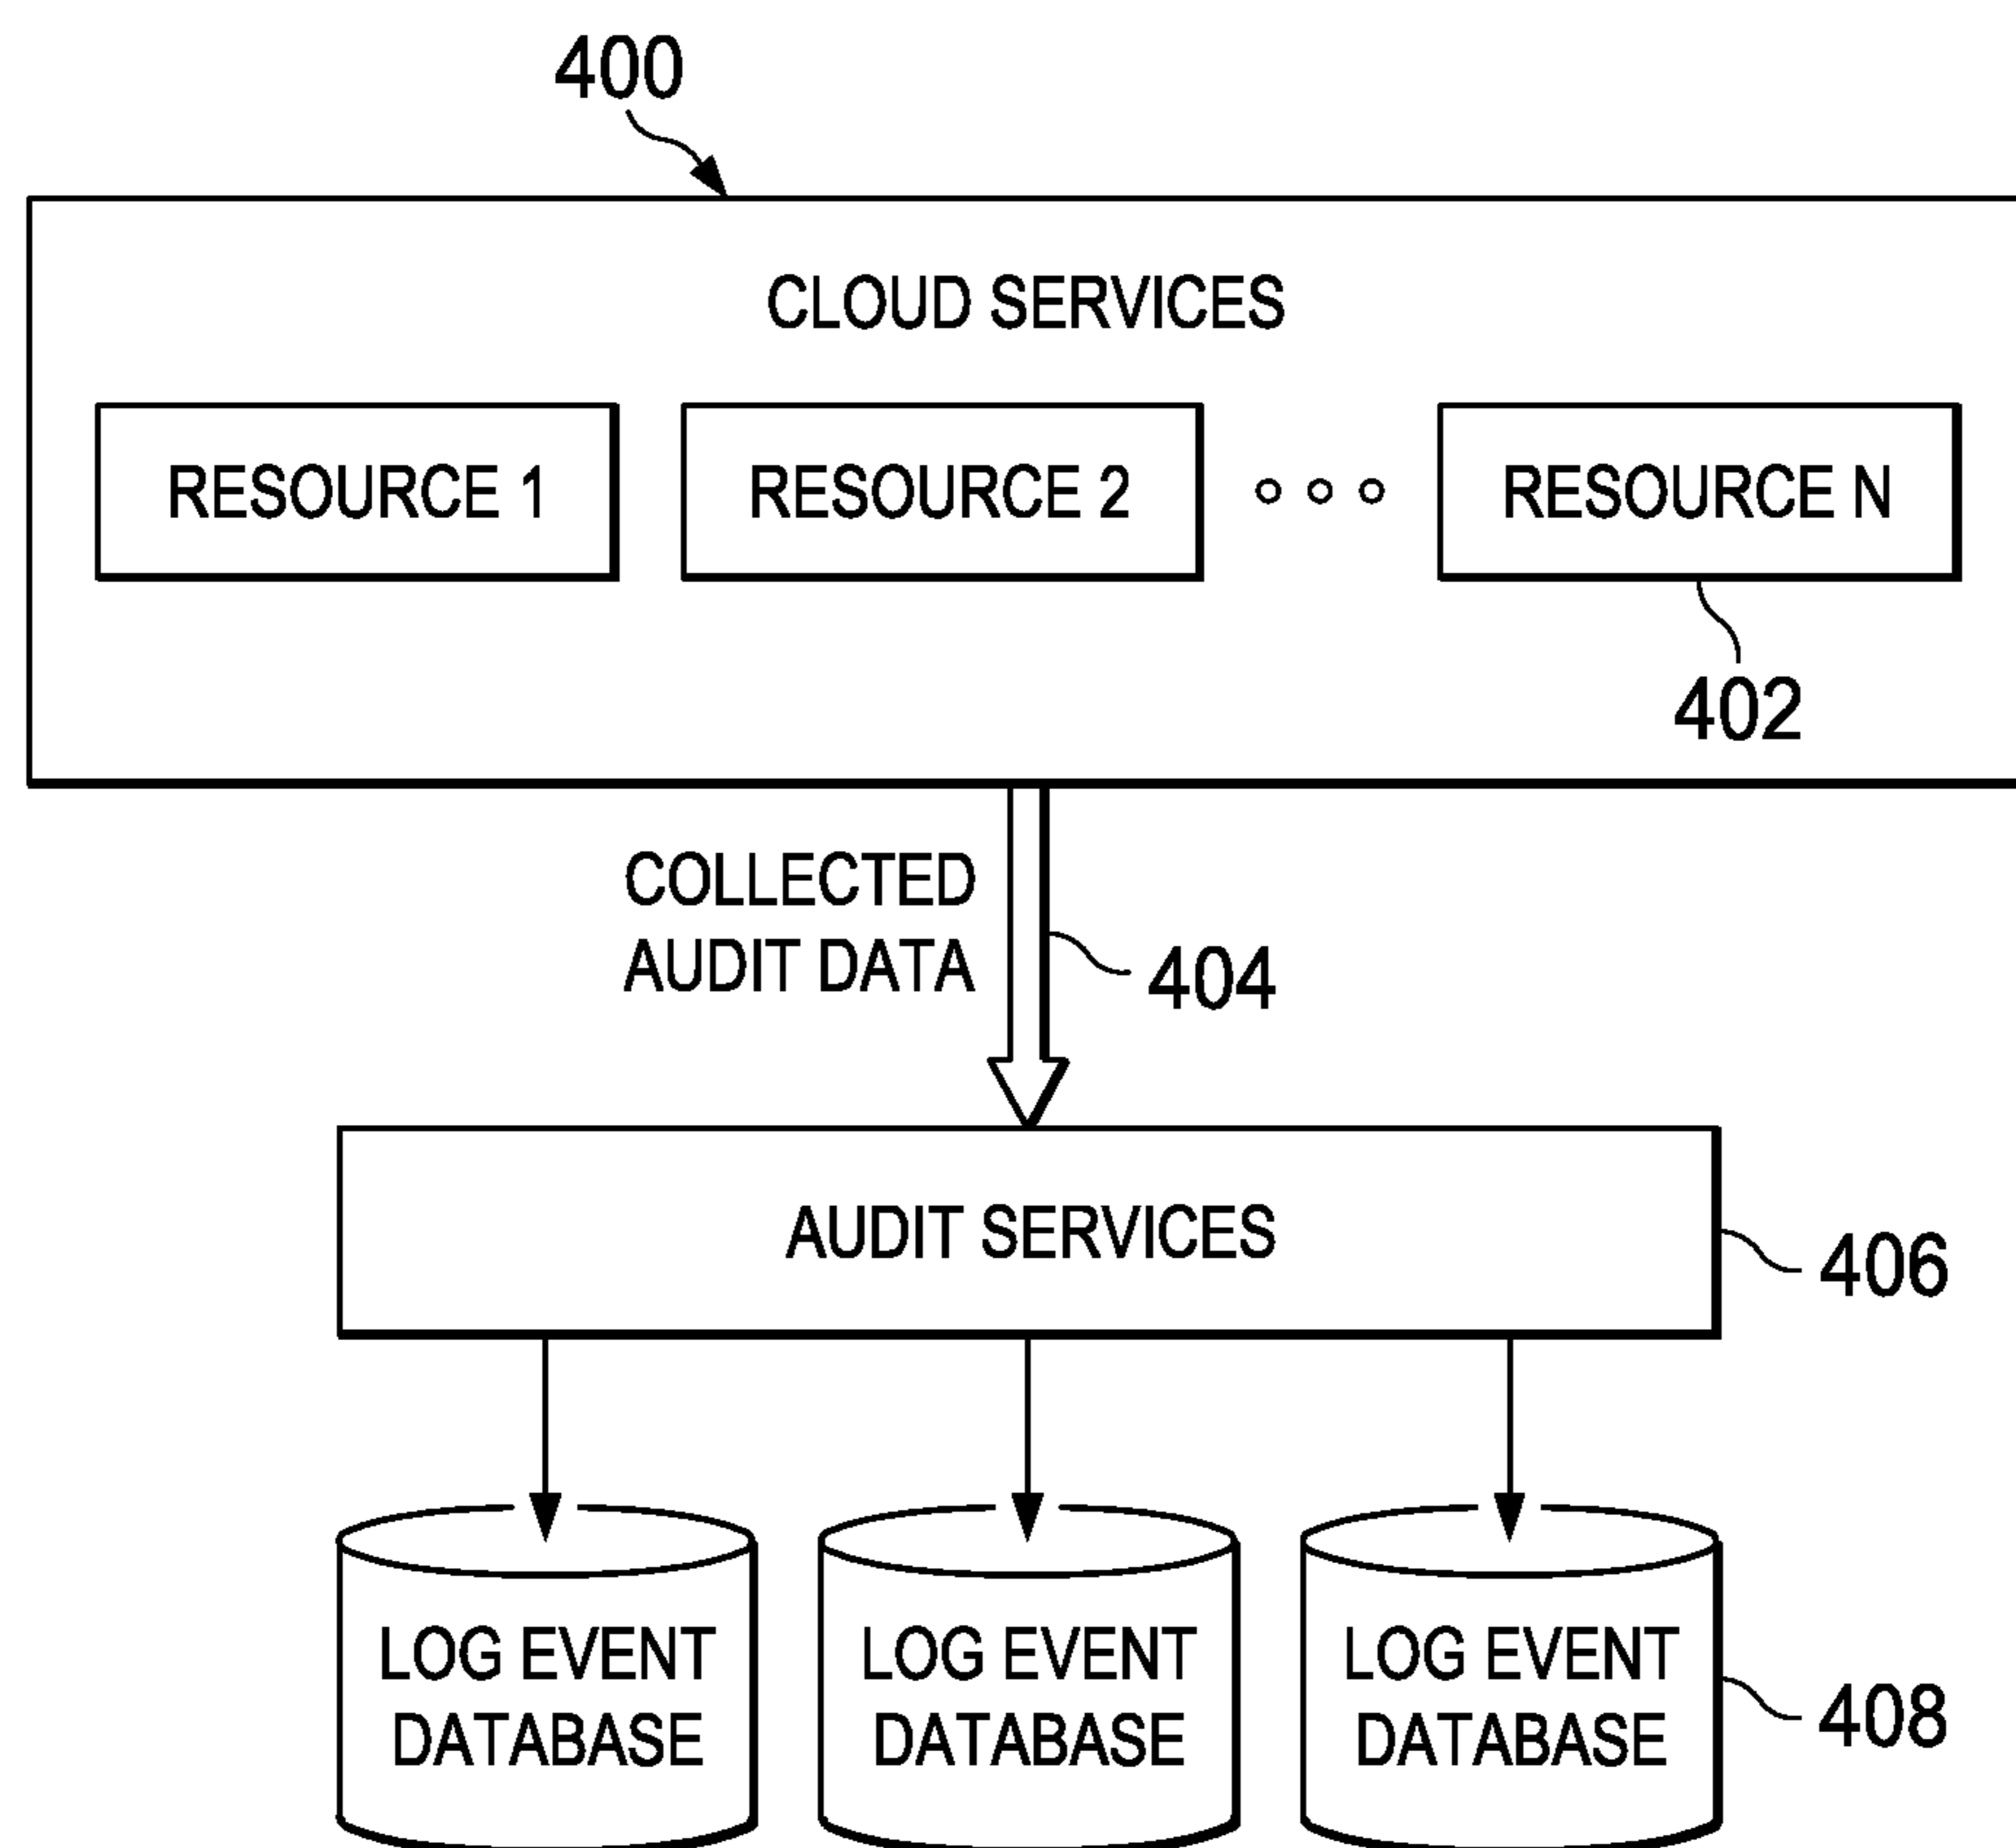 400
CLOUD SERVICES
RESOURCE 1
RESOURCE 2
RESOURCE N
402
COLLECTED
AUDIT DATA
404
AUDIT SERVICES
406
LOG EVENT
DATABASE
LOG EVENT
DATABASE
LOG EVENT
DATABASE
408